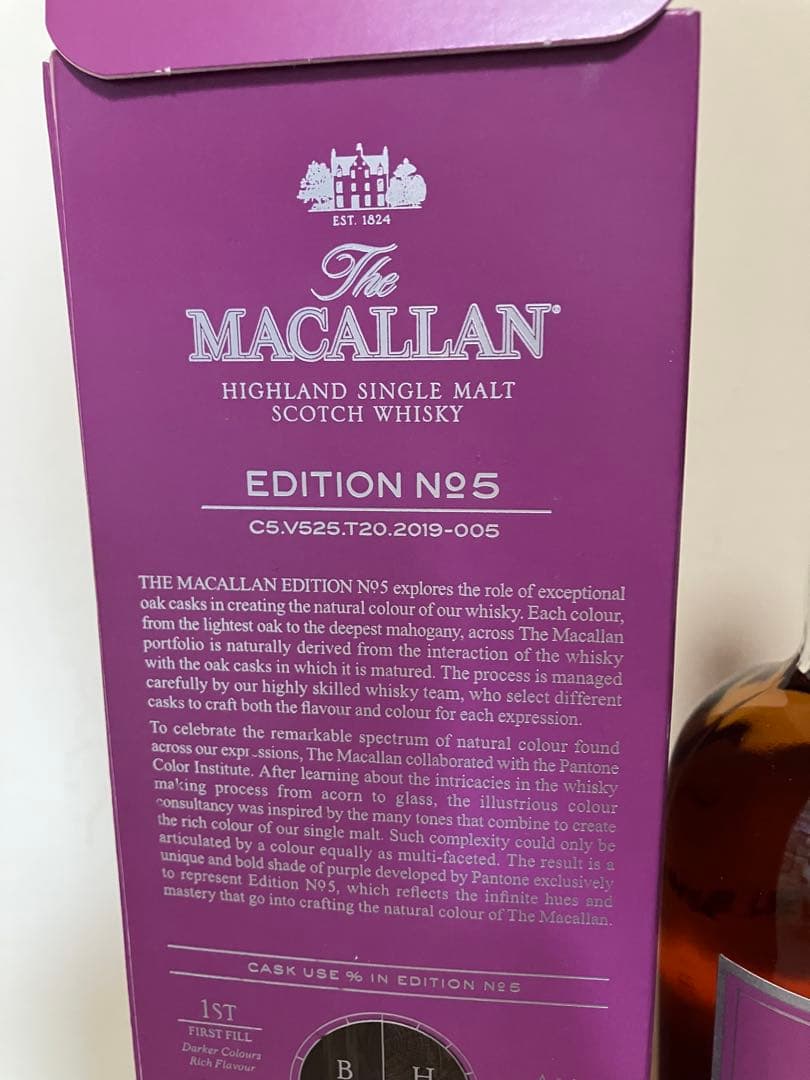 EST. 1824
The
MACALLAN®
HIGHLAND SINGLE MALT
SCOTCH WHISKY
EDITION Nº5
C5.V525.T20.2019-005
THE MACALLAN EDITION Nº5 explores the role of exceptional
oak casks in creating the natural colour of our whisky. Each colour,
from the lightest oak to the deepest mahogany, across The Macallan
portfolio is naturally derived from the interaction of the whisky
with the oak casks in which it is matured. The process is managed
carefully by our highly skilled whisky team, who select different
casks to craft both the flavour and colour for each expression.
To celebrate the remarkable spectrum of natural colour found
across our expressions, The Macallan collaborated with the Pantone
Color Institute. After learning about the intricacies in the whisky
making process from acorn to glass, the illustrious colour
consultancy was inspired by the many tones that combine to create
the rich colour of our single malt. Such complexity could only be
articulated by a colour equally as multi-faceted. The result is a
unique and bold shade of purple developed by Pantone exclusively
to represent Edition Nº5, which reflects the infinite hues and
mastery that go into crafting the natural colour of The Macallan.
CASK USE % IN EDITION Nº5
1ST
FIRST FILL
Darker Colours
Rich Flavour
B H